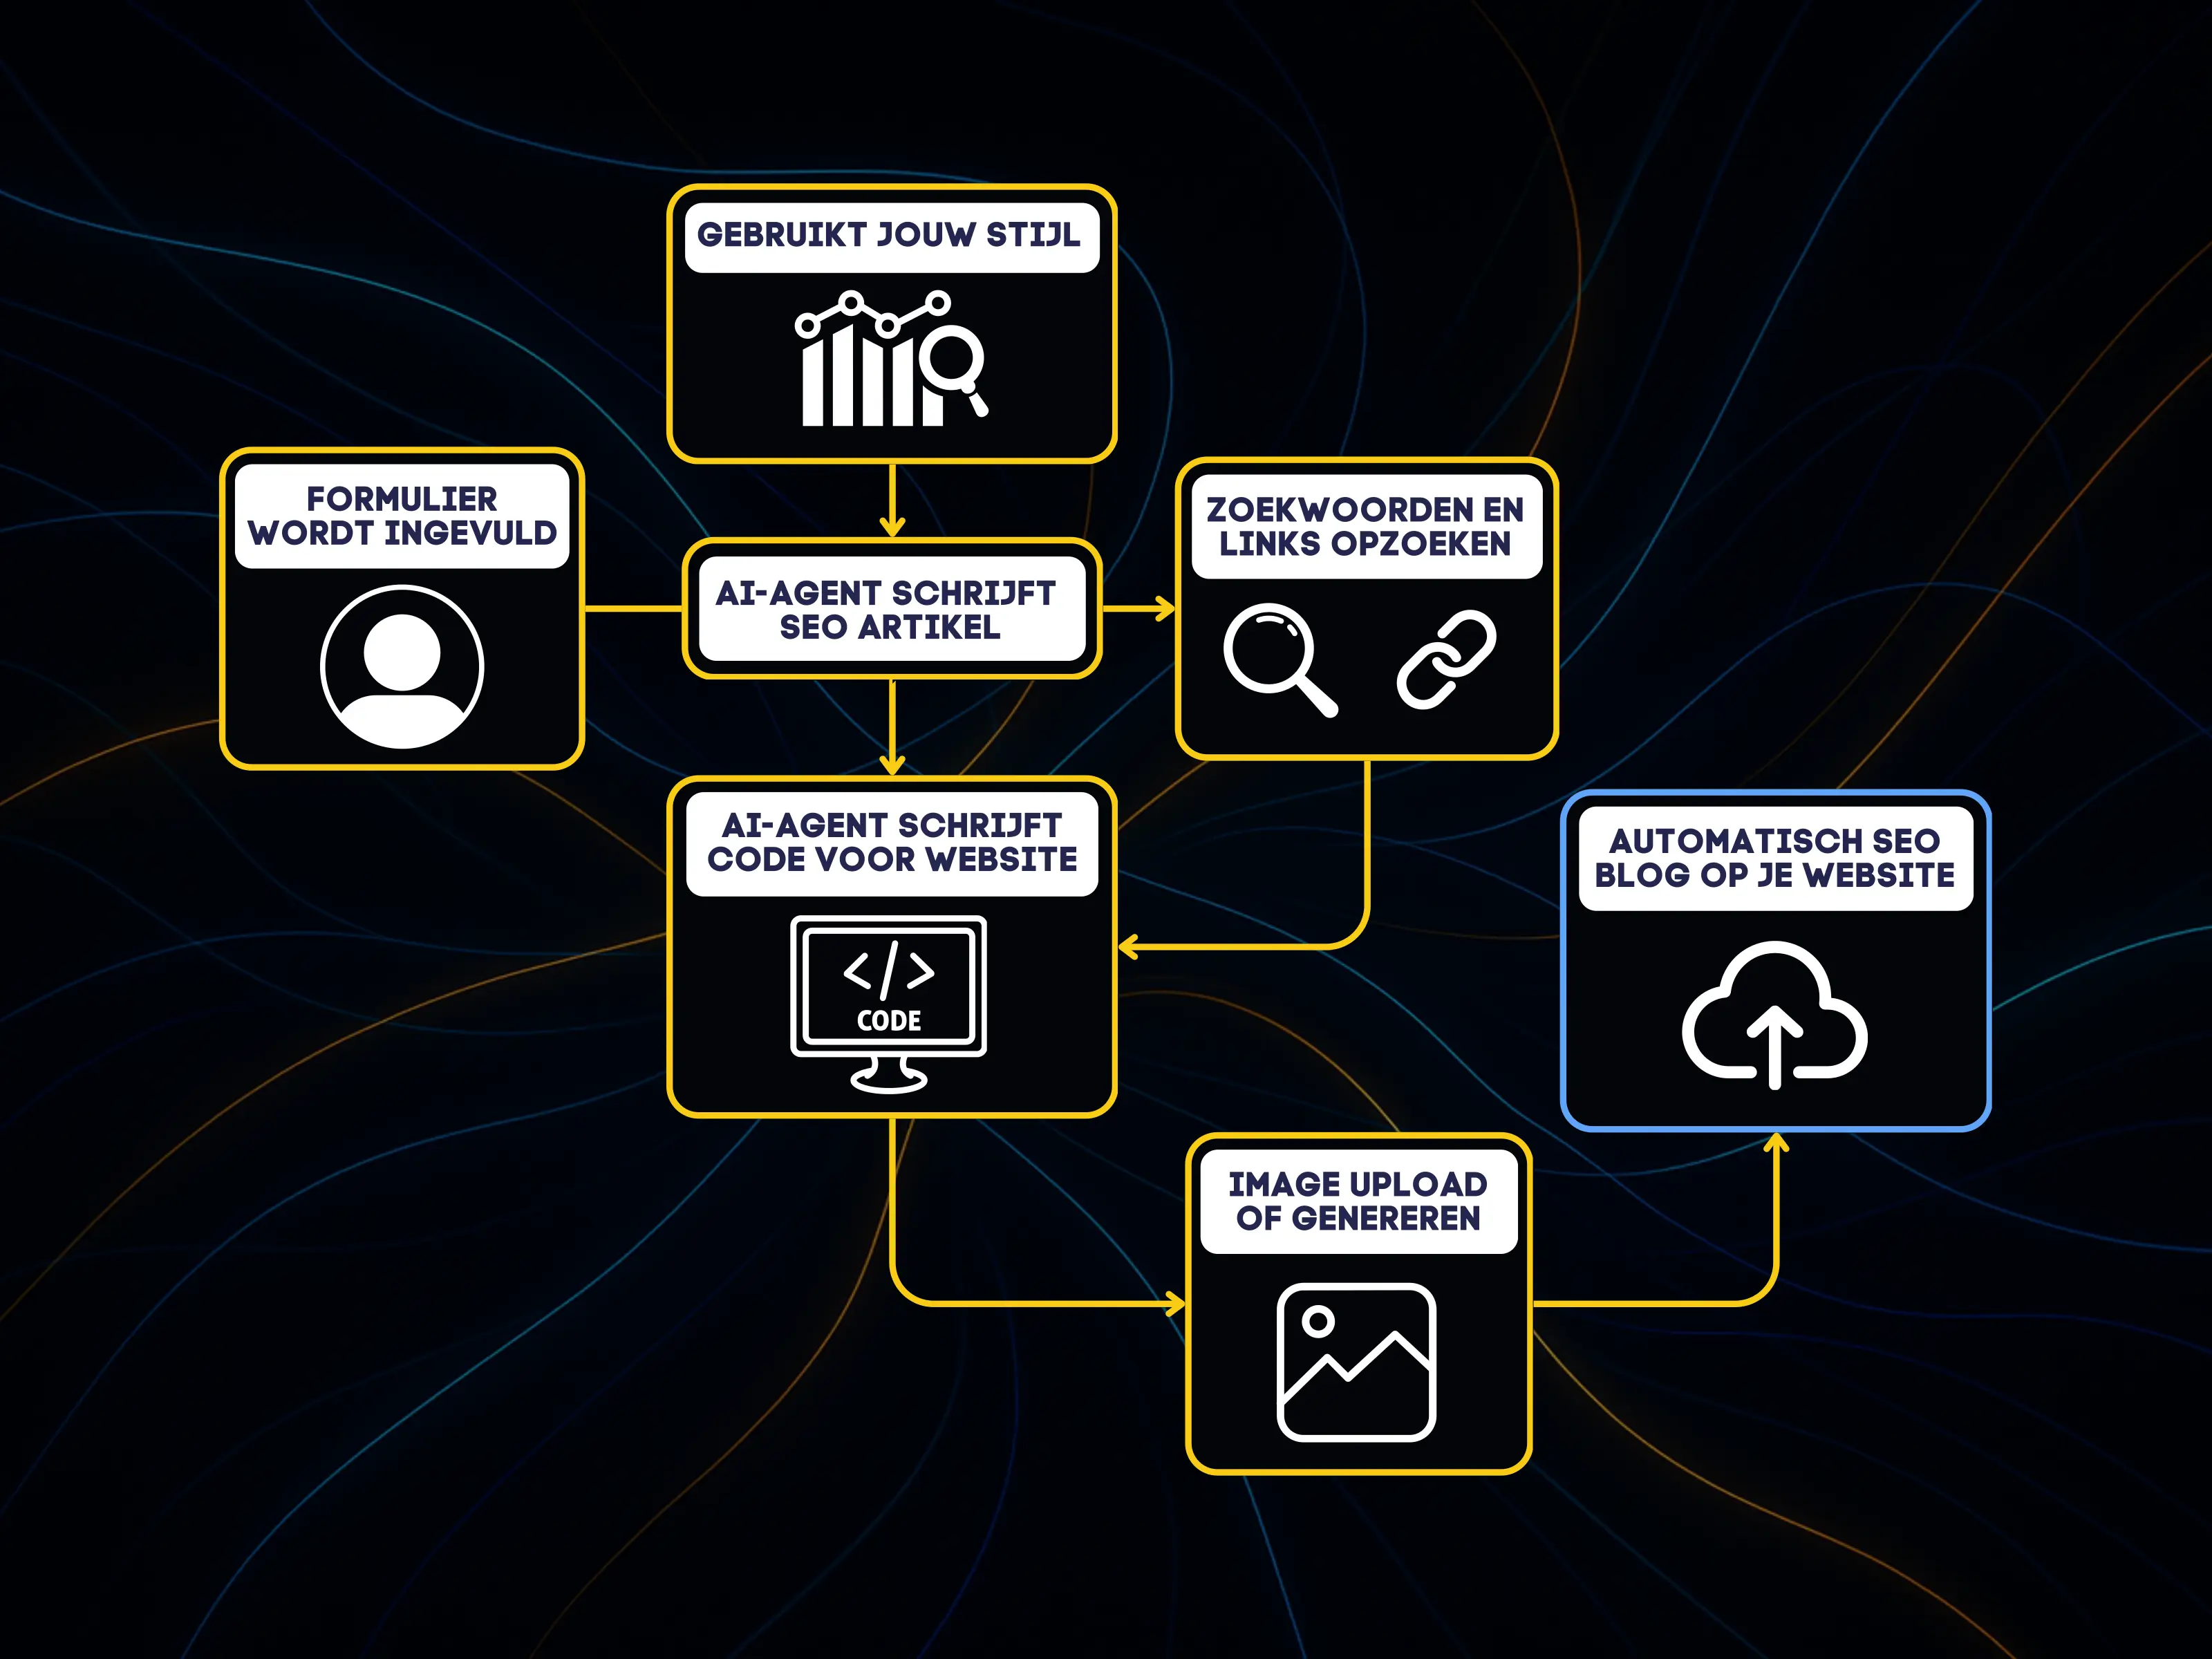 GEBRUIKT JOUW STIJL
FORMULIER
WORDT INGEVULD
AI-AGENT SCHRIJFT
SEO ARTIKEL
ZOEKWOORDEN EN
LINKS OPZOEKEN
AI-AGENT SCHRIJFT
CODE VOOR WEBSITE
</>
CODE
AUTOMATISCH SEO
BLOG OP JE WEBSITE
IMAGE UPLOAD
OF GENEREREN